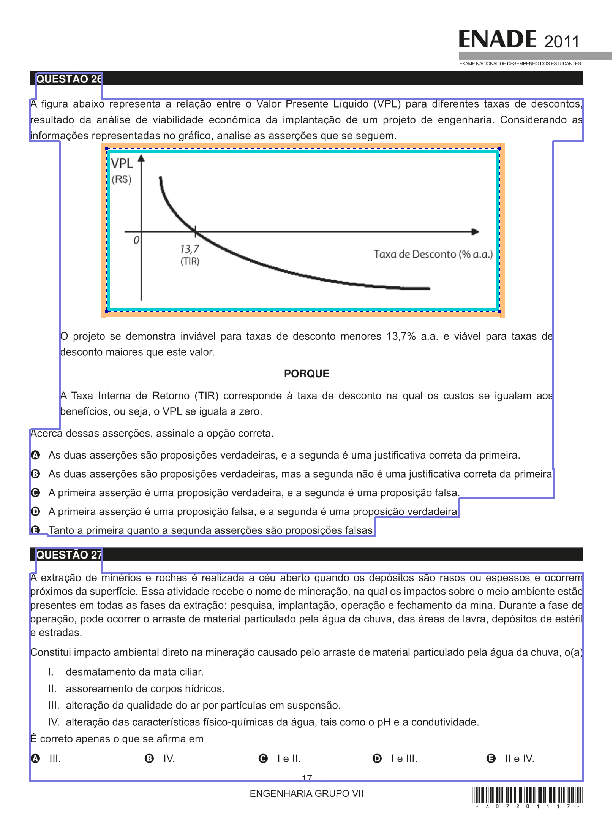 ENADE 2011
EXAME NACIONAL DE DESEMPENHO DOS ESTUDANTES
QUESTÃO 26
A figura abaixo representa a relação entre o Valor Presente Líquido (VPL) para diferentes taxas de descontos,
resultado da análise de viabilidade econômica da implantação de um projeto de engenharia. Considerando as
informações representadas no gráfico, analise as asserções que se seguem.
VPL
(R$)
0
13,7
(TIR)
Taxa de Desconto (% a.a.)
O projeto se demonstra inviável para taxas de desconto menores 13,7% a.a. e viável para taxas de
desconto maiores que este valor.
PORQUE
A Taxa Interna de Retorno (TIR) corresponde à taxa de desconto na qual os custos se igualam aos
benefícios, ou seja, o VPL se iguala a zero.
Acerca dessas asserções, assinale a opção correta.
A As duas asserções são proposições verdadeiras, e a segunda é uma justificativa correta da primeira.
B As duas asserções são proposições verdadeiras, mas a segunda não é uma justificativa correta da primeira
C A primeira asserção é uma proposição verdadeira, e a segunda é uma proposição falsa.
D A primeira asserção é uma proposição falsa, e a segunda é uma proposição verdadeira
E Tanto a primeira quanto a segunda asserções são proposições falsas
QUESTÃO 27
A extração de minérios e rochas é realizada a céu aberto quando os depósitos são rasos ou espessos e ocorrem
próximos da superfície. Essa atividade recebe o nome de mineração, na qual os impactos sobre o meio ambiente estão
presentes em todas as fases da extração: pesquisa, implantação, operação e fechamento da mina. Durante a fase de
operação, pode ocorrer o arraste de material particulado pela água da chuva, das áreas de lavra, depósitos de estéril
e estradas.
Constitui impacto ambiental direto na mineração causado pelo arraste de material particulado pela água da chuva, o(a)
I. desmatamento da mata ciliar.
II. assoreamento de corpos hídricos.
III. alteração da qualidade do ar por partículas em suspensão.
IV. alteração das características físico-químicas da água, tais como o pH e a condutividade.
É correto apenas o que se afirma em
A III. B IV. C I e II. D I e III. E II e IV.
17
ENGENHARIA GRUPO VII